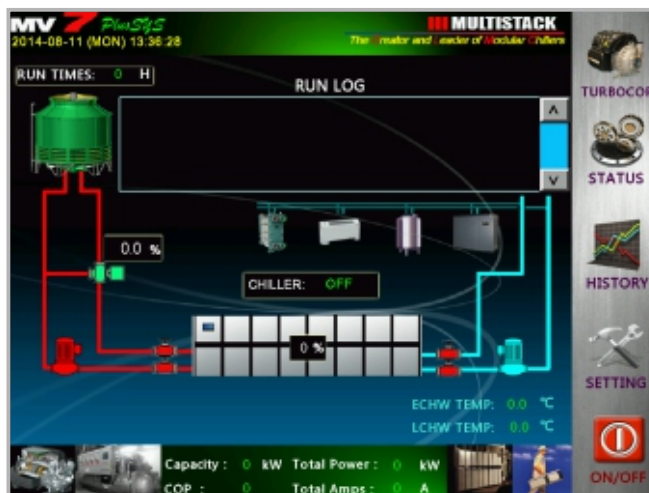 MV 7 PlusSYS
MULTISTACK
2014-08-11 (MON) 13:36:28
The Creator and Leader of Modular Chillers
RUN TIMES: 0 H
RUN LOG
TURBOCOR
STATUS
0.0 %
CHILLER: OFF
HISTORY
0 %
SETTING
ECHW TEMP: 0.0 ℃
LCHW TEMP: 0.0 ℃
ON/OFF
Capacity : 0 kW Total Power : 0 kW
COP : 0 Total Amps : 0 A